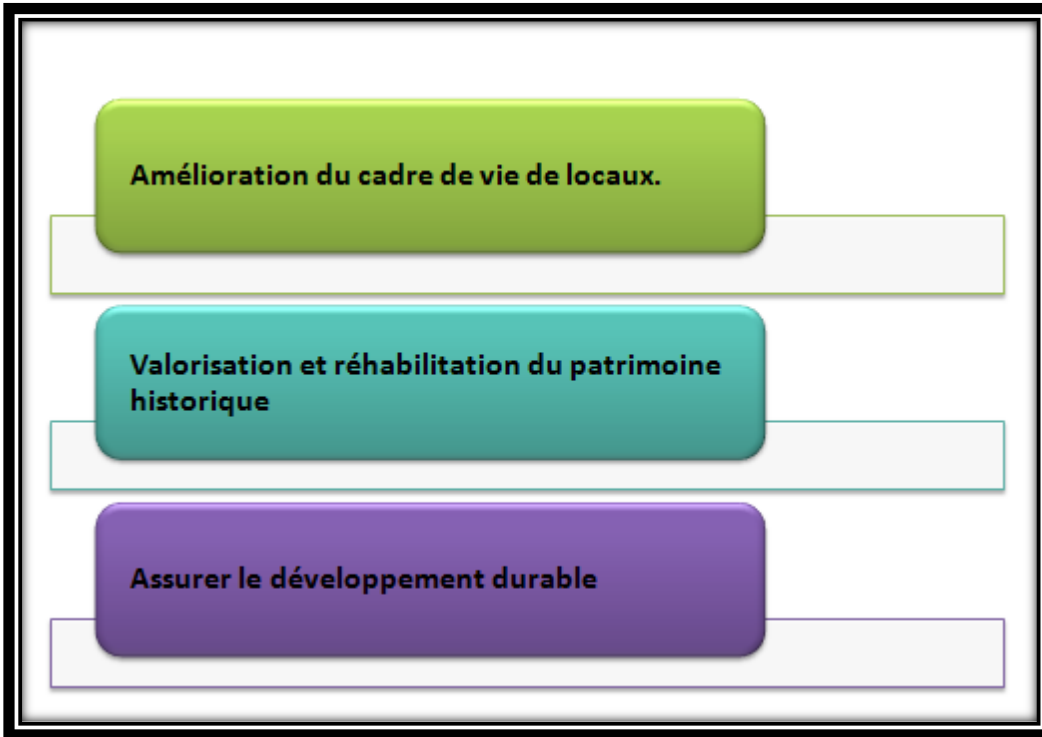 Amélioration du cadre de vie de locaux.
Valorisation et réhabilitation du patrimoine
historique
Assurer le développement durable